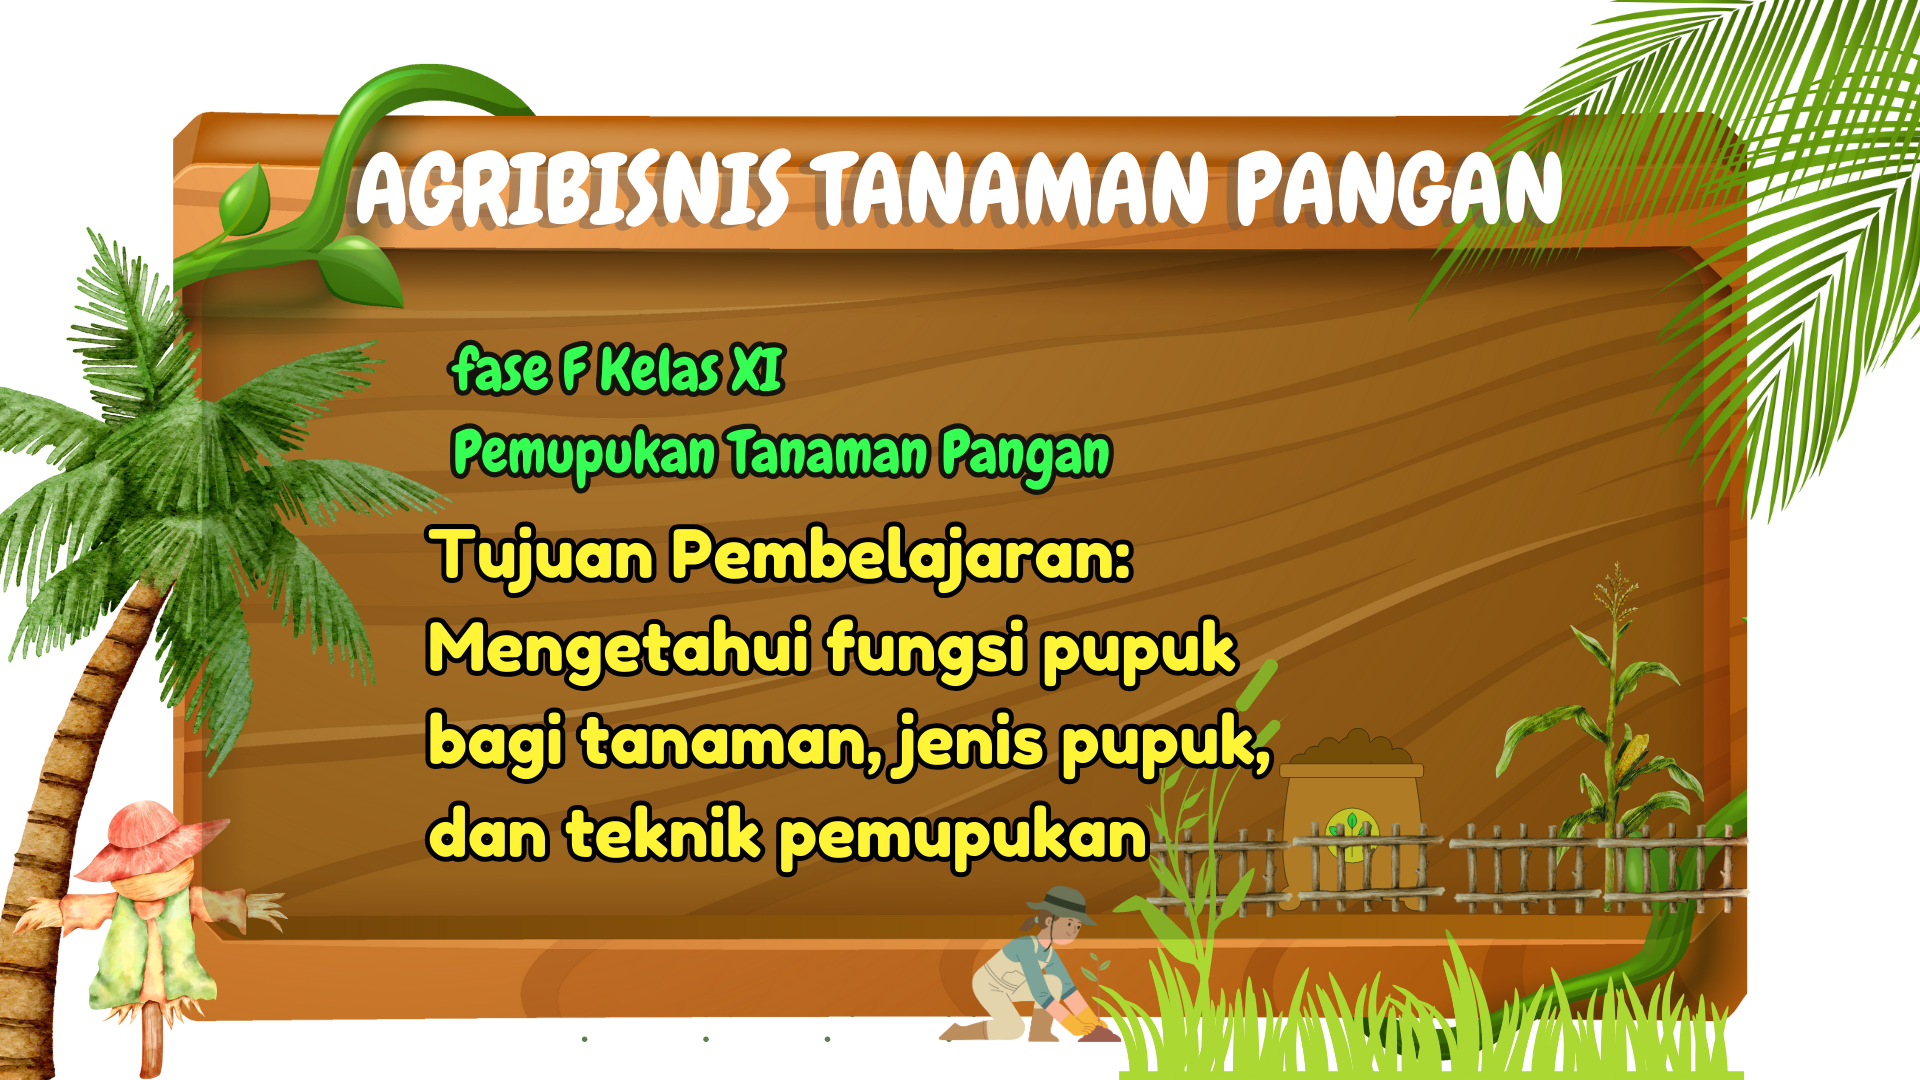 AGRIBISNIS TANAMAN PANGAN
fase F Kelas XI
Pemupukan Tanaman Pangan
Tujuan Pembelajaran:
Mengetahui fungsi pupuk
bagi tanaman, jenis pupuk,
dan teknik pemupukan